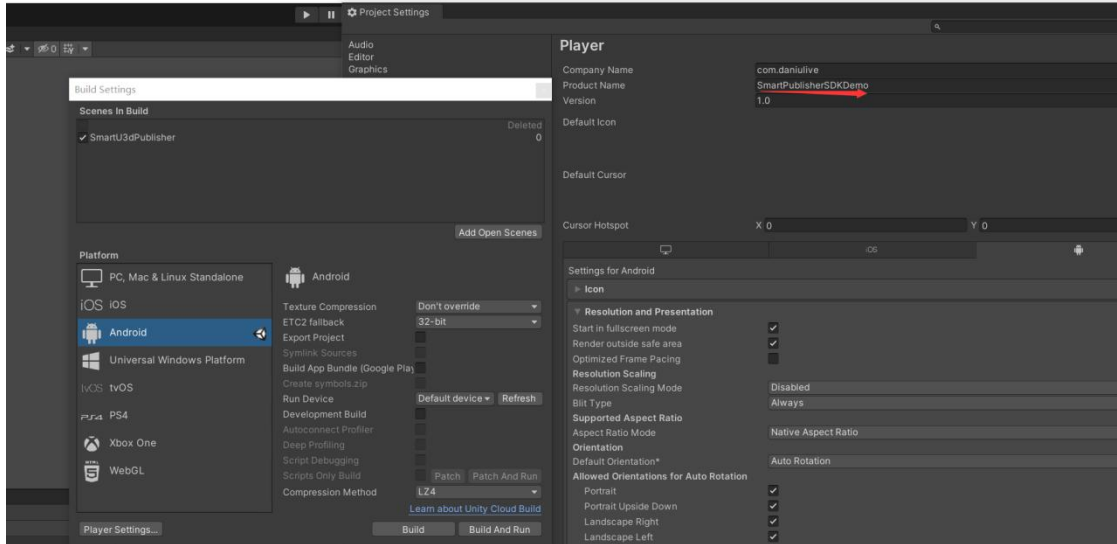 Project Settings
0
Audio
Editor
Graphics
Build Settings
Scenes In Build
Deleted
SmartU3dPublisher 0
Add Open Scenes
Platform
PC, Mac & Linux Standalone
iOS iOS
Android
Universal Windows Platform
tvOS tvOS
PS4 PS4
Xbox One
WebGL
Android
Texture Compression Don't override
ETC2 fallback 32-bit
Export Project
Symlink Sources
Build App Bundle (Google Play
Create symbols.zip
Run Device Default device Refresh
Development Build
Autoconnect Profiler
Deep Profiling
Script Debugging
Scripts Only Build Patch Patch And Run
Compression Method LZ4
Learn about Unity Cloud Build
Player Settings... Build Build And Run
Player
Company Name com.daniulive
Product Name SmartPublisherSDKDemo
Version 1.0
Default Icon
Default Cursor
Cursor Hotspot X 0 Y 0
iOS
Settings for Android
Icon
Resolution and Presentation
Start in fullscreen mode
Render outside safe area
Optimized Frame Pacing
Resolution Scaling
Resolution Scaling Mode Disabled
Blit Type Always
Supported Aspect Ratio
Aspect Ratio Mode Native Aspect Ratio
Orientation
Default Orientation* Auto Rotation
Allowed Orientations for Auto Rotation
Portrait
Portrait Upside Down
Landscape Right
Landscape Left